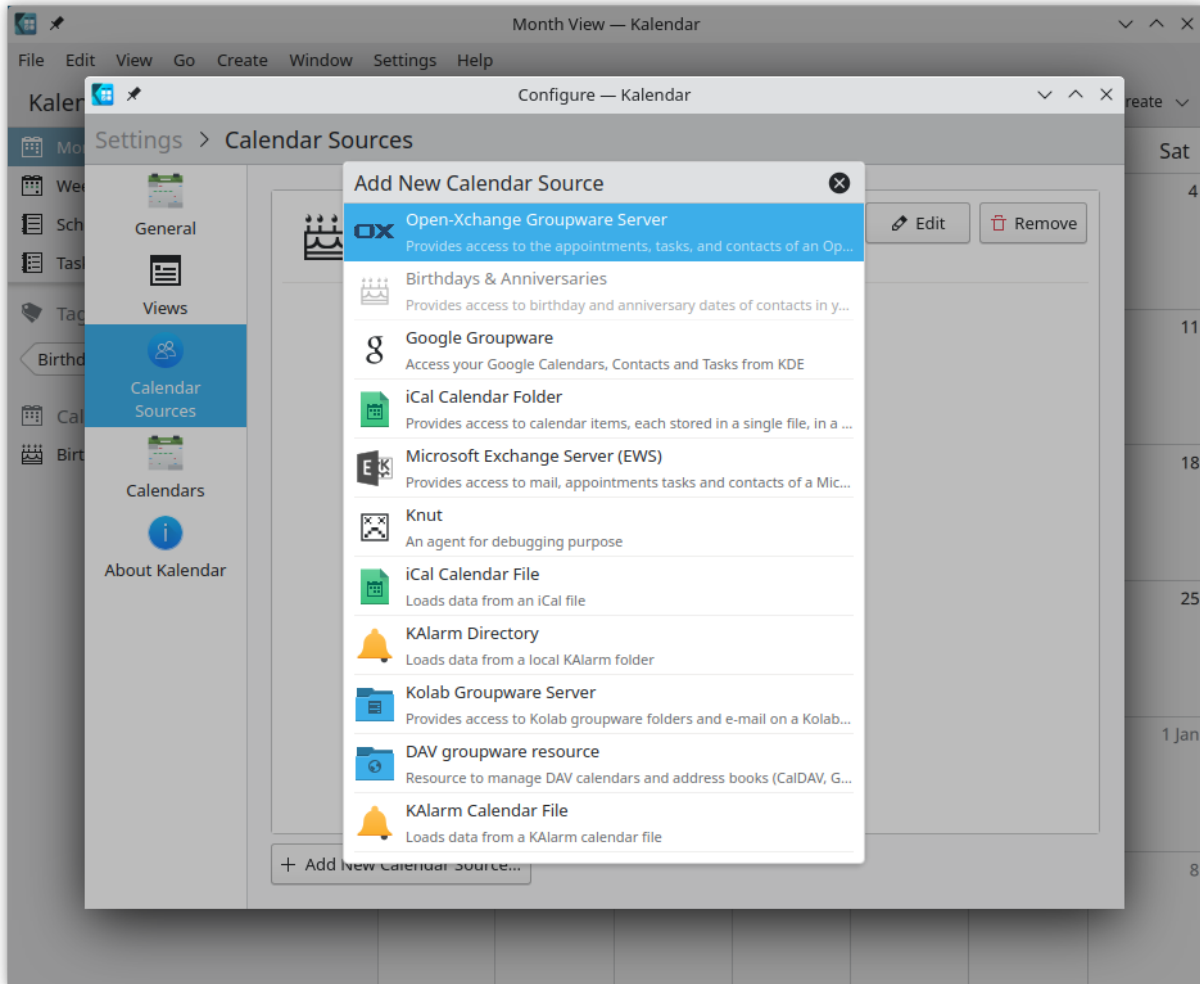 Month View — Kalendar
File Edit View Go Create Window Settings Help
Configure — Kalendar
Settings > Calendar Sources
Sat
4
11
18
25
1 Jan
8
General
Views
Calendar
Sources
Calendars
About Kalendar
Add New Calendar Source
OX
Open-Xchange Groupware Server
Provides access to the appointments, tasks, and contacts of an Op...
Birthdays & Anniversaries
Provides access to birthday and anniversary dates of contacts in y...
Google Groupware
Access your Google Calendars, Contacts and Tasks from KDE
iCal Calendar Folder
Provides access to calendar items, each stored in a single file, in a ...
Microsoft Exchange Server (EWS)
Provides access to mail, appointments tasks and contacts of a Mic...
Knut
An agent for debugging purpose
iCal Calendar File
Loads data from an iCal file
KAlarm Directory
Loads data from a local KAlarm folder
Kolab Groupware Server
Provides access to Kolab groupware folders and e-mail on a Kolab...
DAV groupware resource
Resource to manage DAV calendars and address books (CalDAV, G...
KAlarm Calendar File
Loads data from a KAlarm calendar file
Edit
Remove
+ Add New Calendar Source...